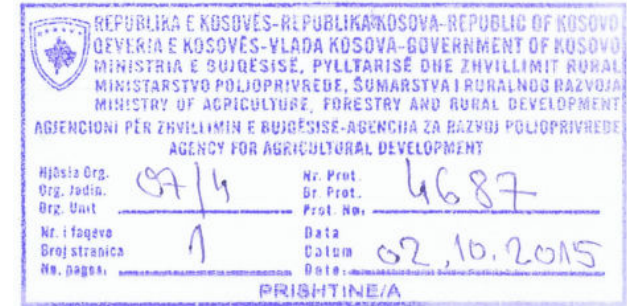 REPUBLIKA E KOSOVËS-REPUBLIKA KOSOVA-REPUBLIC OF KOSOVO
QEVERIA E KOSOVËS-VLADA KOSOVA-GOVERNMENT OF KOSOVO
MINISTRIA E BUJQËSISË, PYLLTARISË DHE ZHVILLIMIT RURAL
MINISTARSTVO POLJOPRIVREDE, ŠUMARSTVA I RURALNOG RAZVOJA
MINISTRY OF AGRICULTURE, FORESTRY AND RURAL DEVELOPMENT
AGJENCIONI PËR ZHVILLIMIN E BUJQËSISË-AGENCIJA ZA RAZVOJ POLJOPRIVREDE
AGENCY FOR AGRICULTURAL DEVELOPMENT
Njësia Org. Nr. Prot.
Org. Jedin. 07/4 Br. Prot. 4687
Org. Unit Prot. No:
Nr. i faqeve Data
Broj stranica 1 Datum 02.10.2015
No. pages: Date:
PRISHTINË/A